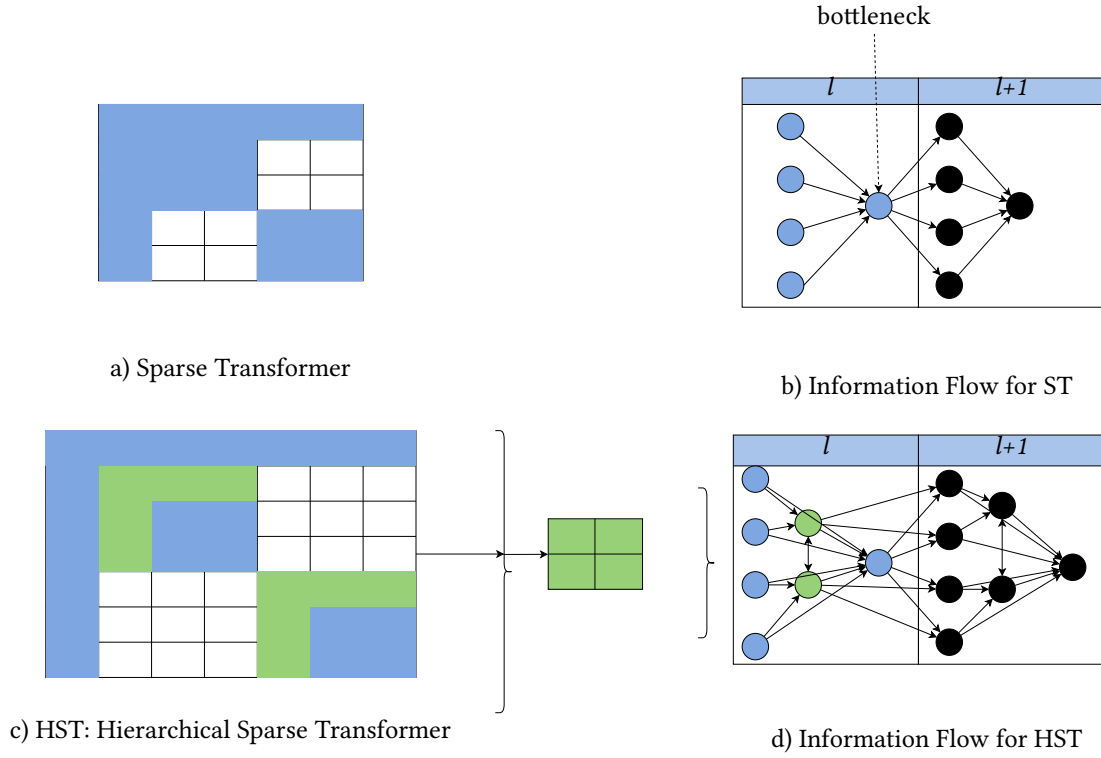 bottleneck
l l+1
a) Sparse Transformer
b) Information Flow for ST
l l+1
c) HST: Hierarchical Sparse Transformer
d) Information Flow for HST